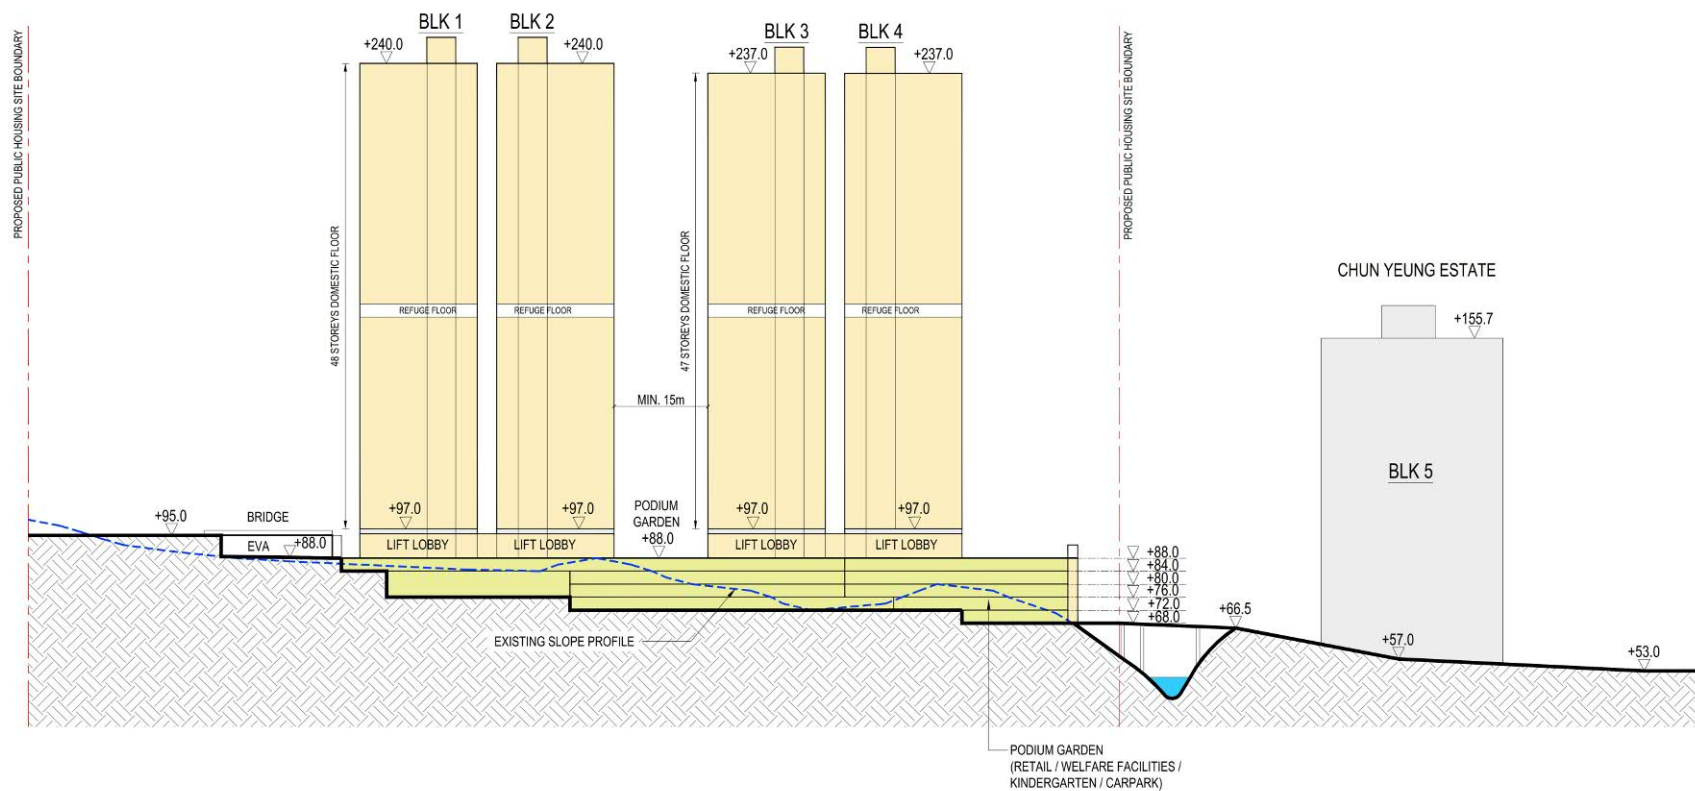 PROPOSED PUBLIC HOUSING SITE BOUNDARY
BLK 1
BLK 2
+240.0
+240.0
BLK 3
BLK 4
+237.0
+237.0
PROPOSED PUBLIC HOUSING SITE BOUNDARY
48 STOREYS DOMESTIC FLOOR
47 STOREYS DOMESTIC FLOOR
REFUGE FLOOR
REFUGE FLOOR
REFUGE FLOOR
REFUGE FLOOR
MIN. 15m
CHUN YEUNG ESTATE
+155.7
BLK 5
+97.0
+97.0
PODIUM
GARDEN
+88.0
+97.0
+97.0
+95.0
BRIDGE
EVA
+88.0
LIFT LOBBY
LIFT LOBBY
LIFT LOBBY
LIFT LOBBY
+88.0
+84.0
+80.0
+76.0
+72.0
+68.0
+66.5
+57.0
+53.0
EXISTING SLOPE PROFILE
PODIUM GARDEN
(RETAIL / WELFARE FACILITIES /
KINDERGARTEN / CARPARK)